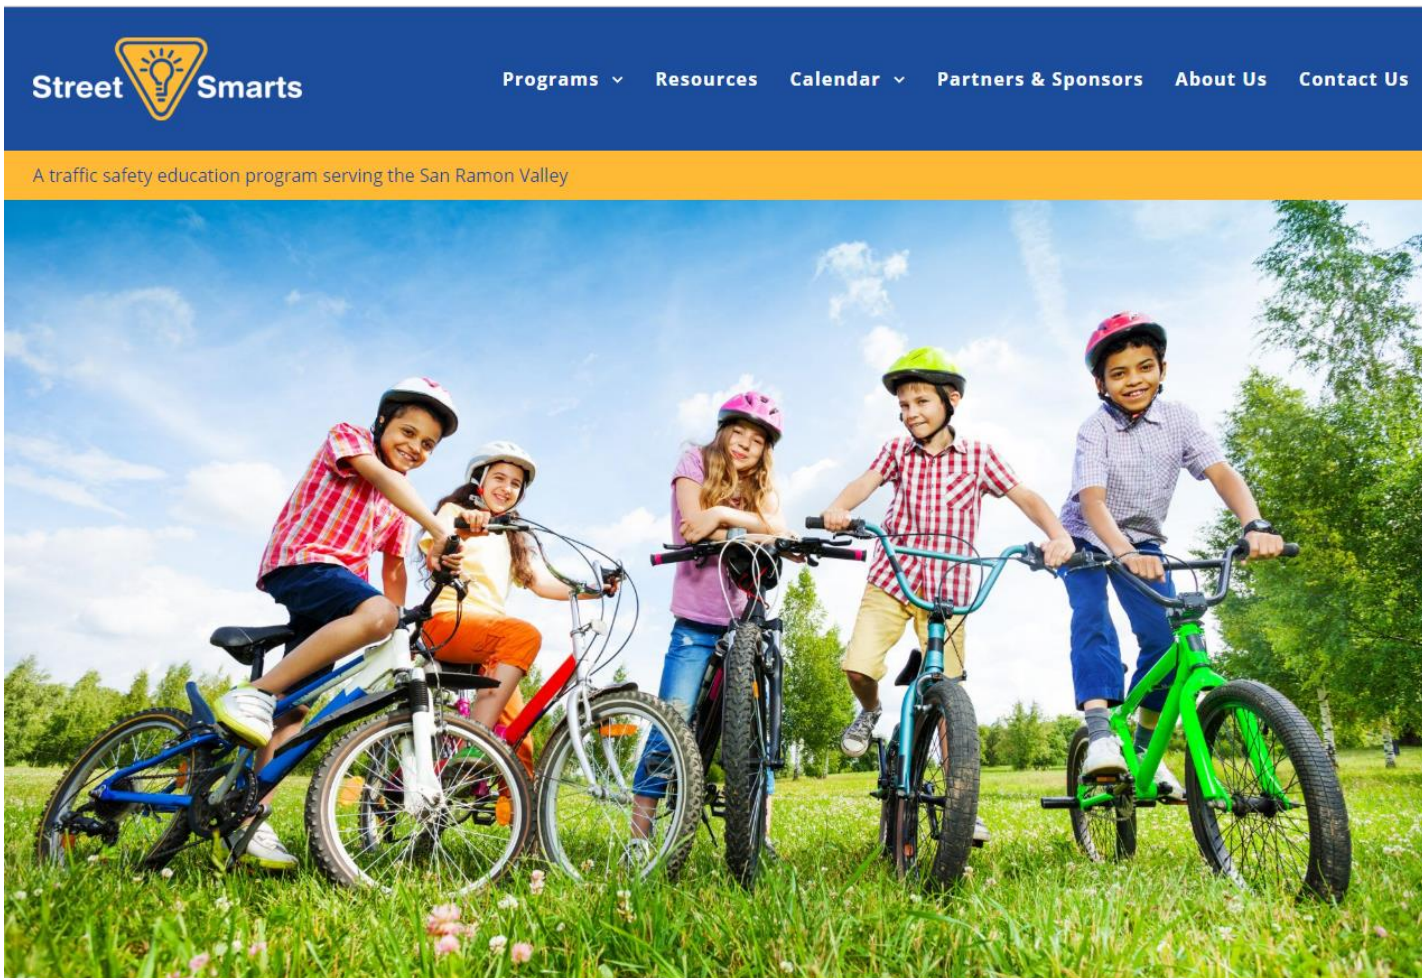 Street Smarts
Programs Resources Calendar Partners & Sponsors About Us Contact Us
A traffic safety education program serving the San Ramon Valley